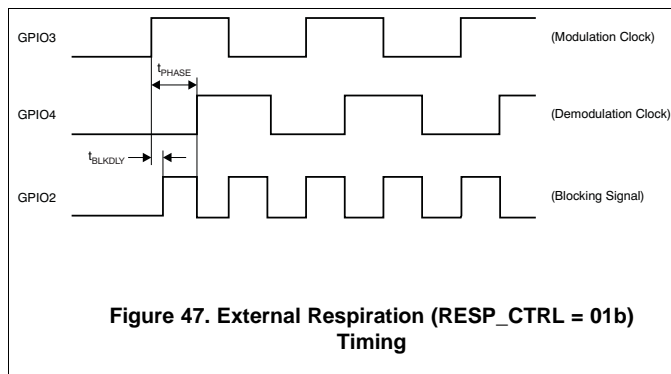 GPIO3
(Modulation Clock)
tPHASE
GPIO4
(Demodulation Clock)
tBLKDLY
GPIO2
(Blocking Signal)
Figure 47. External Respiration (RESP_CTRL = 01b)
Timing